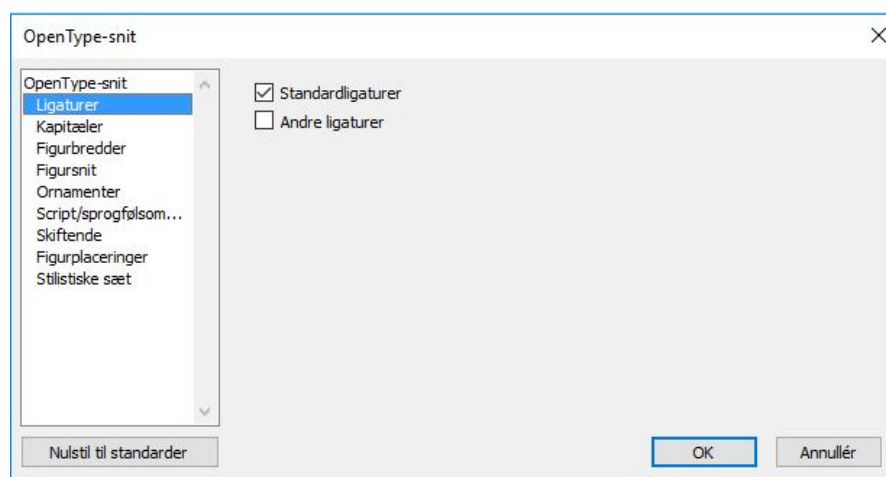 OpenType-snit
OpenType-snit
Ligaturer
Kapitæler
Figurbredder
Figursnit
Ornamenter
Script/sprogfølsom...
Skiftende
Figurplaceringer
Stilistiske sæt
Standardligaturer
Andre ligaturer
Nulstil til standarder
OK
Annullér